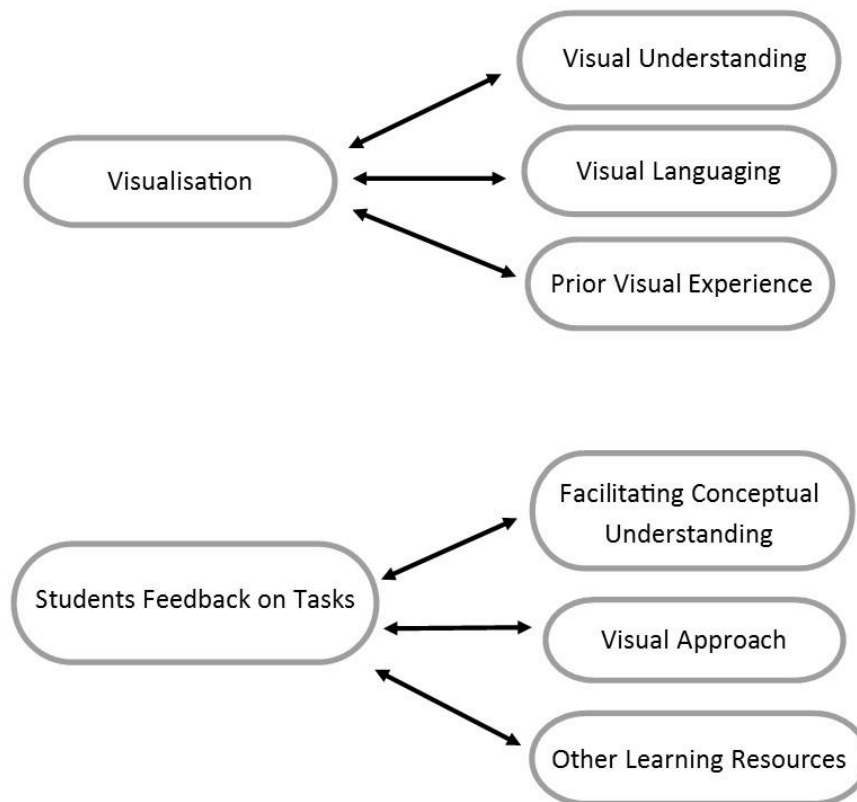 Visualisation
Visual Understanding
Visual Languaging
Prior Visual Experience
Students Feedback on Tasks
Facilitating Conceptual
Understanding
Visual Approach
Other Learning Resources